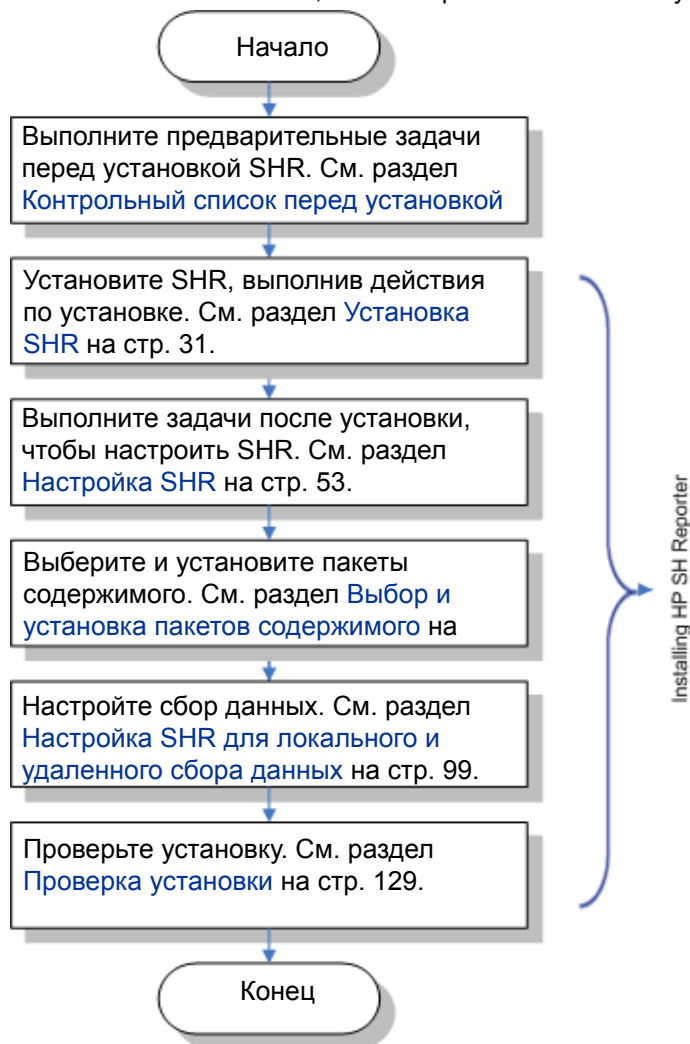 Начало
Выполните предварительные задачи
перед установкой SHR. См. раздел
Контрольный список перед установкой
Установите SHR, выполнив действия
по установке. См. раздел Установка
SHR на стр. 31.
Выполните задачи после установки,
чтобы настроить SHR. См. раздел
Настройка SHR на стр. 53.
Выберите и установите пакеты
содержимого. См. раздел Выбор и
установка пакетов содержимого на
Настройте сбор данных. См. раздел
Настройка SHR для локального и
удаленного сбора данных на стр. 99.
Проверьте установку. См. раздел
Проверка установки на стр. 129.
Конец
Installing HP SH Reporter